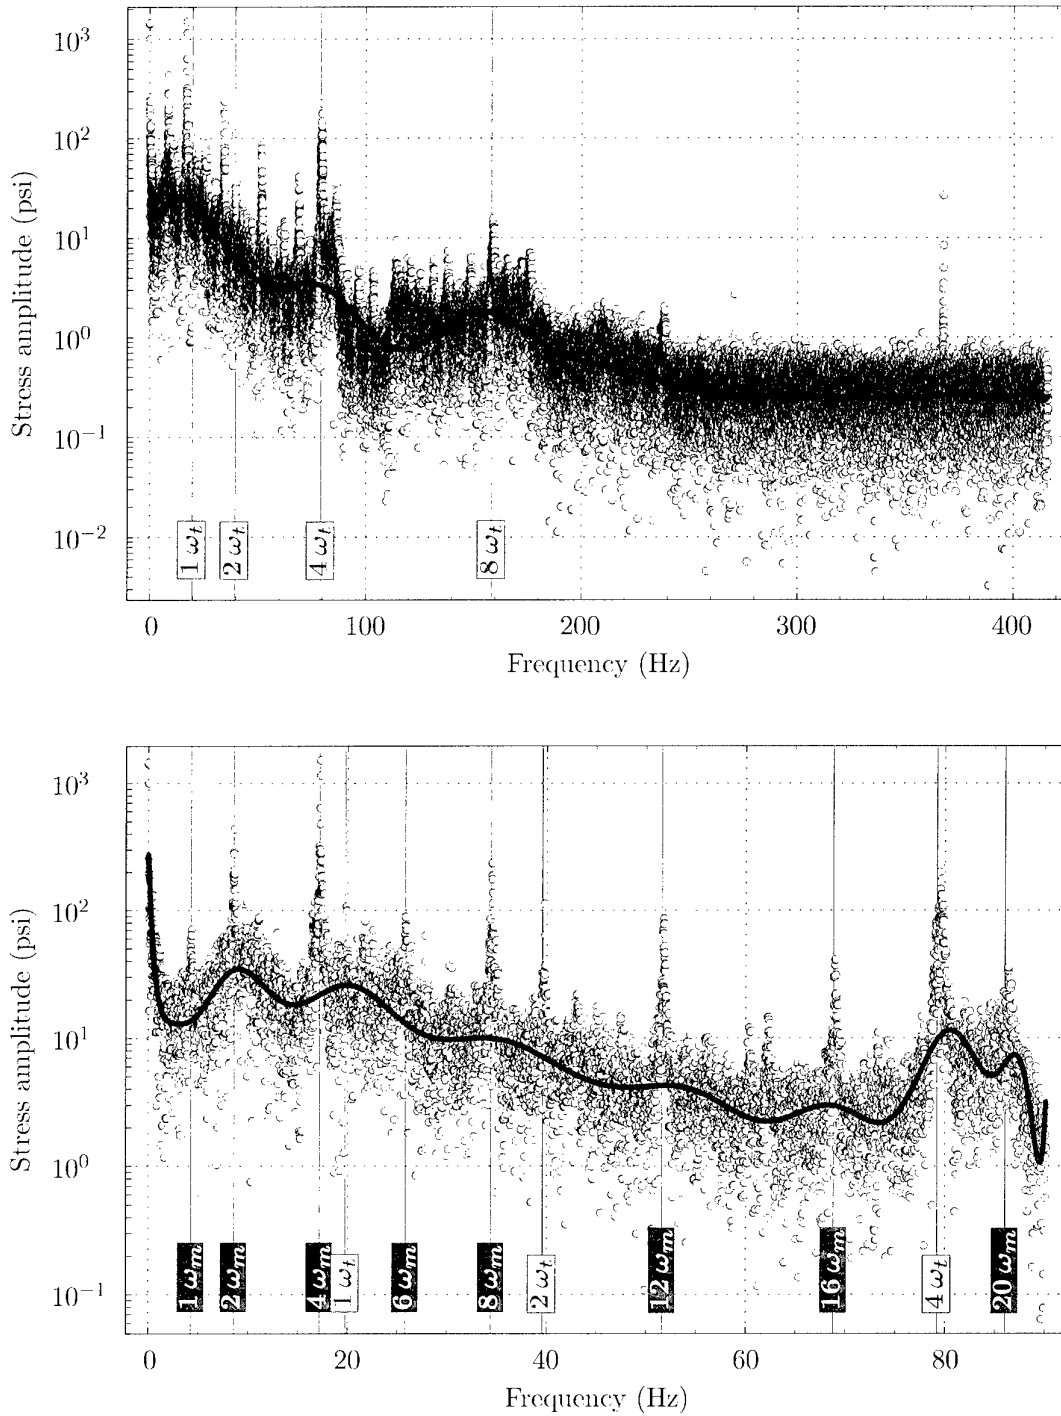 Stress amplitude (psi)
10³
10²
10¹
10⁰
10⁻¹
10⁻²
1 ωₜ
2 ωₜ
4 ωₜ
8 ωₜ
0 100 200 300 400
Frequency (Hz)
Stress amplitude (psi)
10³
10²
10¹
10⁰
10⁻¹
1 ωₘ
2 ωₘ
4 ωₘ
1 ωₜ
6 ωₘ
8 ωₘ
2 ωₜ
12 ωₘ
16 ωₘ
4 ωₜ
20 ωₘ
0 20 40 60 80
Frequency (Hz)